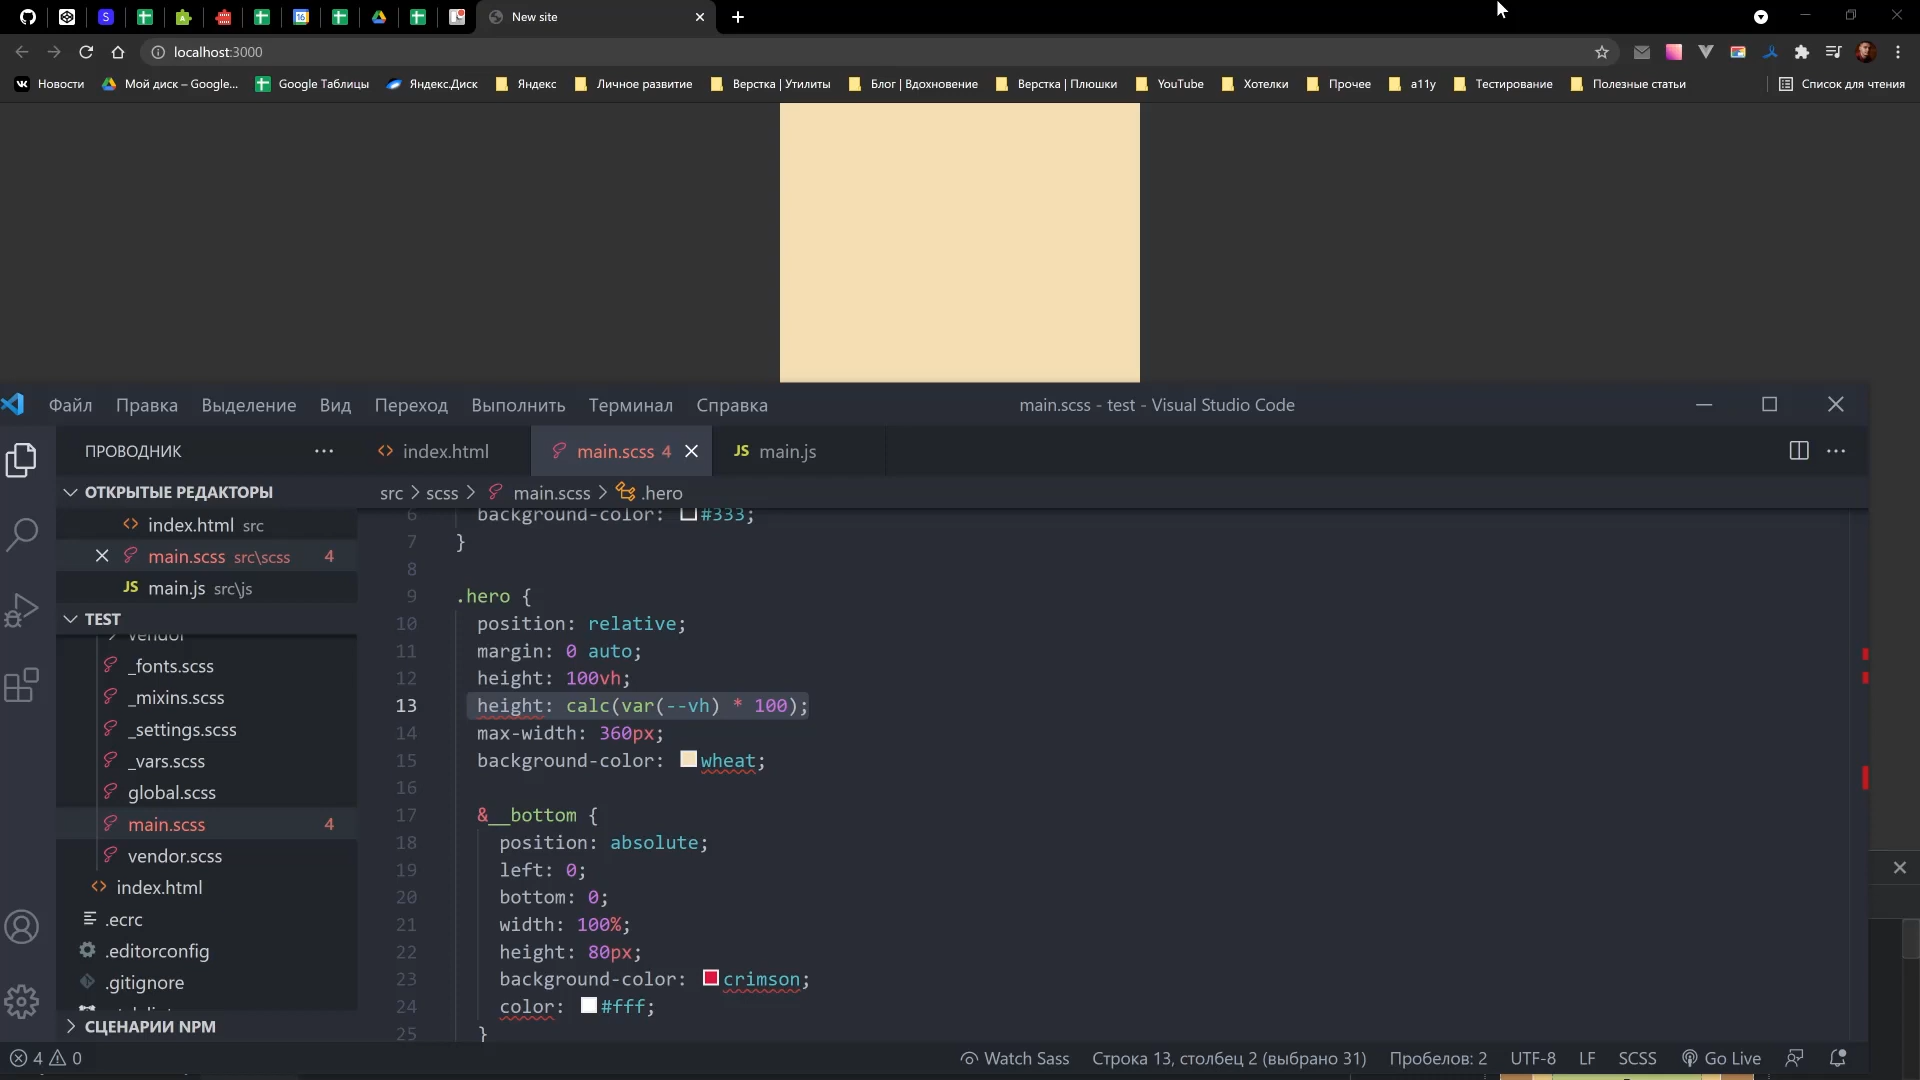 New site
localhost:3000
Новости
Мой диск – Google...
Google Таблицы
Яндекс.Диск
Яндекс
Личное развитие
Верстка | Утилиты
Блог | Вдохновение
Верстка | Плюшки
YouTube
Хотелки
Прочее
a11y
Тестирование
Полезные статьи
Список для чтения
Файл Правка Выделение Вид Переход Выполнить Терминал Справка
main.scss - test - Visual Studio Code
ПРОВОДНИК
index.html
main.scss 4
JS main.js
ОТКРЫТЫЕ РЕДАКТОРЫ
index.html src
main.scss src\scss 4
JS main.js src\js
TEST
vendor
_fonts.scss
_mixins.scss
_settings.scss
_vars.scss
global.scss
main.scss 4
vendor.scss
index.html
.ecrc
.editorconfig
.gitignore
СЦЕНАРИИ NPM
src > scss > main.scss > .hero
6 background-color: #333;
7 }
8
9 .hero {
10 position: relative;
11 margin: 0 auto;
12 height: 100vh;
13 height: calc(var(--vh) * 100);
14 max-width: 360px;
15 background-color: wheat;
16
17 &__bottom {
18 position: absolute;
19 left: 0;
20 bottom: 0;
21 width: 100%;
22 height: 80px;
23 background-color: crimson;
24 color: #fff;
25 }
4 0
Watch Sass
Строка 13, столбец 2 (выбрано 31)
Пробелов: 2
UTF-8
LF
SCSS
Go Live